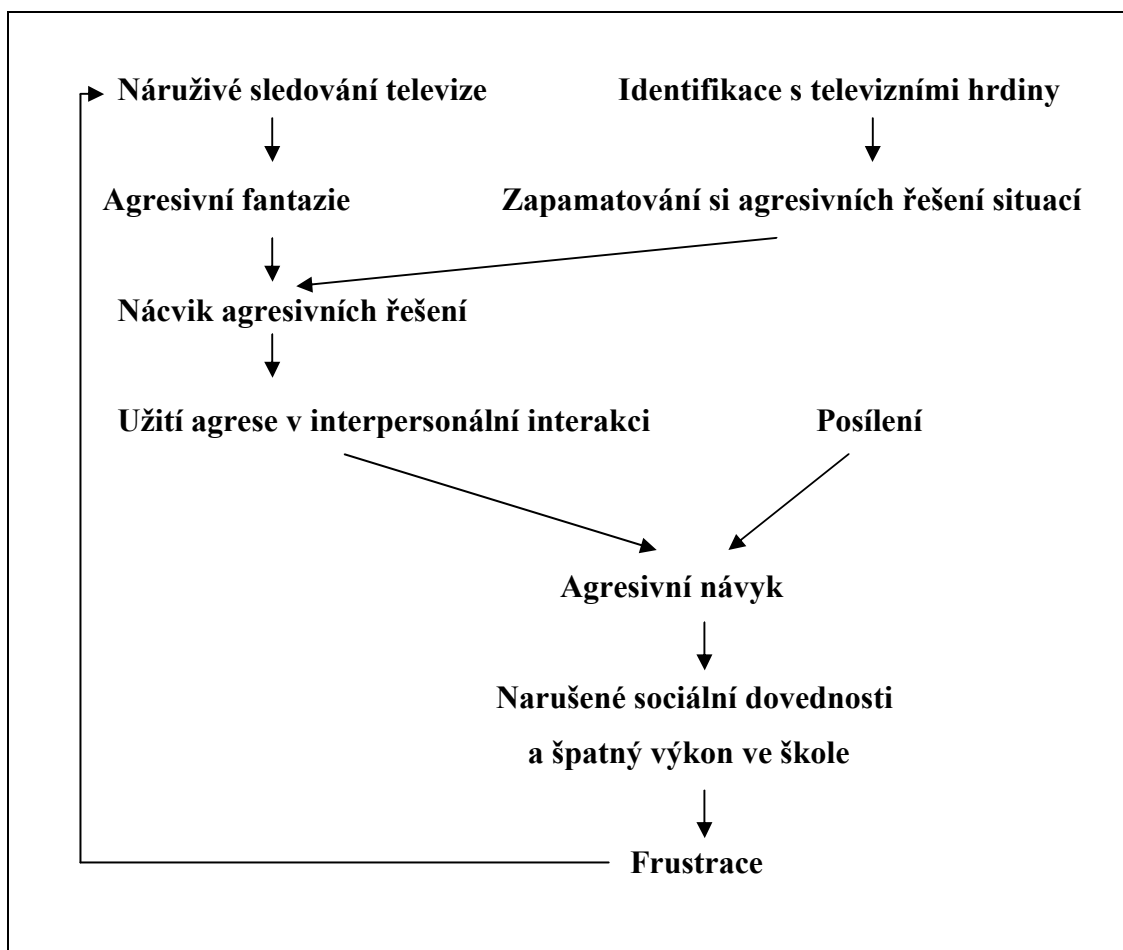 Náruživé sledování televize
Identifikace s televizními hrdiny
Agresivní fantazie
Zapamatování si agresivních řešení situací
Nácvik agresivních řešení
Užití agrese v interpersonální interakci
Posílení
Agresivní návyk
Narušené sociální dovednosti
a špatný výkon ve škole
Frustrace